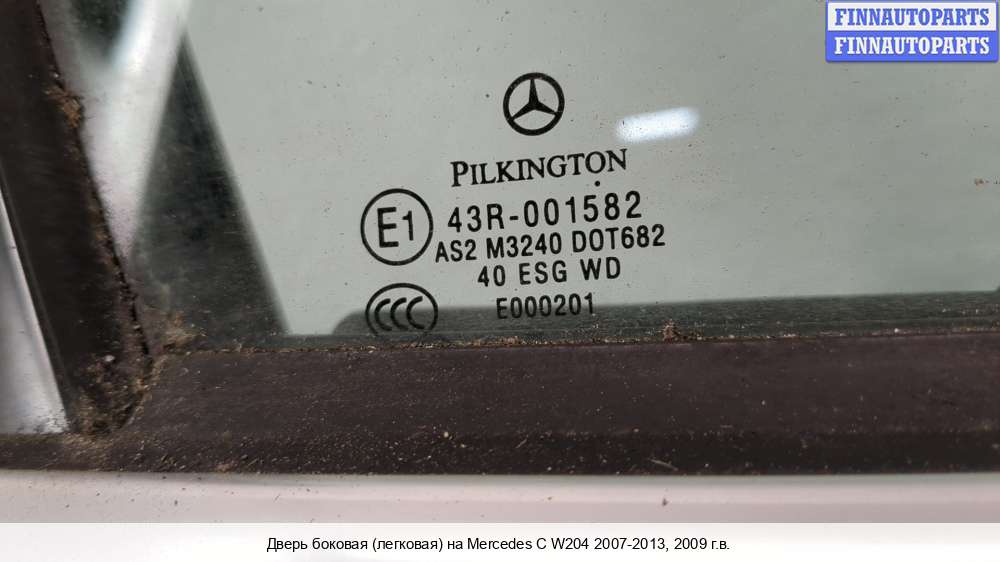 FINNAUTOPARTS
FINNAUTOPARTS
PILKINGTON
E1
43R-001582
AS2 M3240 DOT682
40 ESG WD
E000201
CCC
Дверь боковая (легковая) на Mercedes C W204 2007-2013, 2009 г.в.